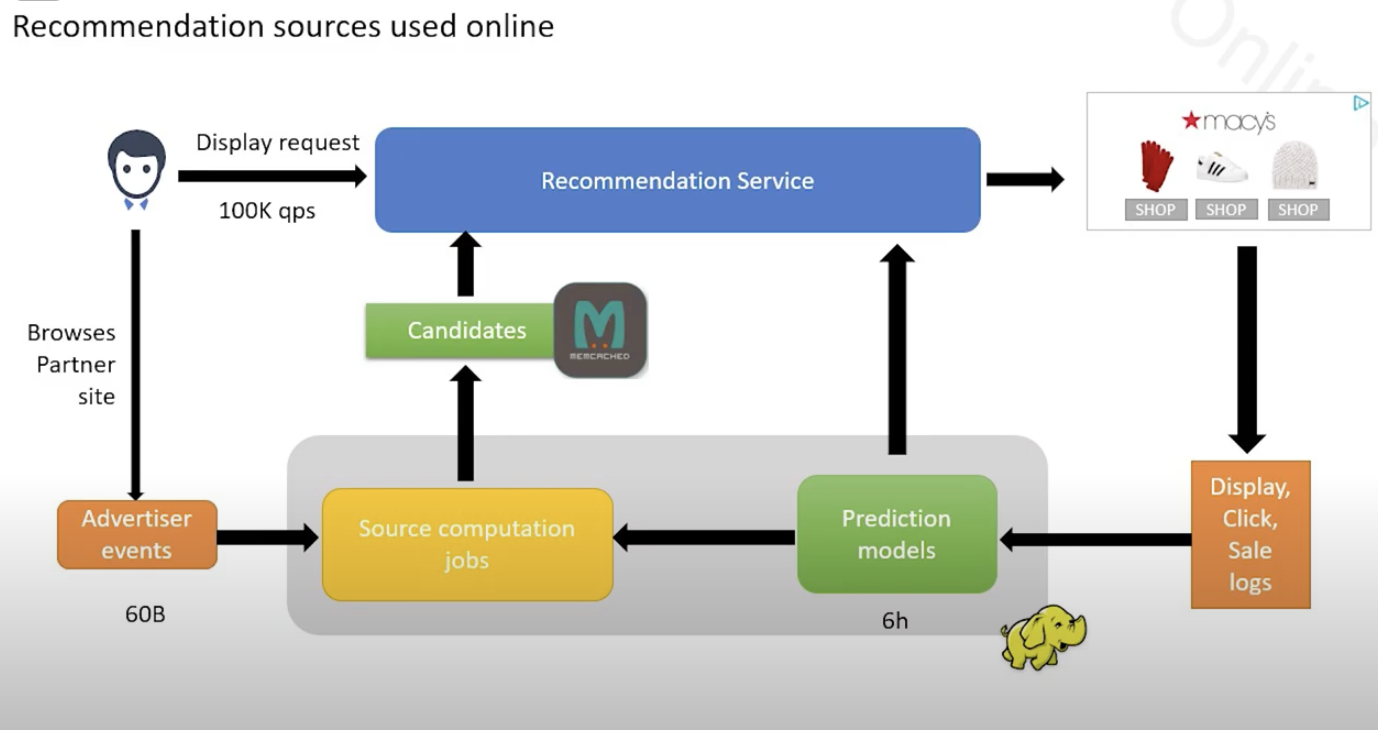 Recommendation sources used online
Display request
100K qps
Recommendation Service
macy's
SHOP
SHOP
SHOP
Candidates
MEMCACHED
Browses
Partner
site
Advertiser
events
60B
Source computation
jobs
Prediction
models
6h
Display,
Click,
Sale
logs